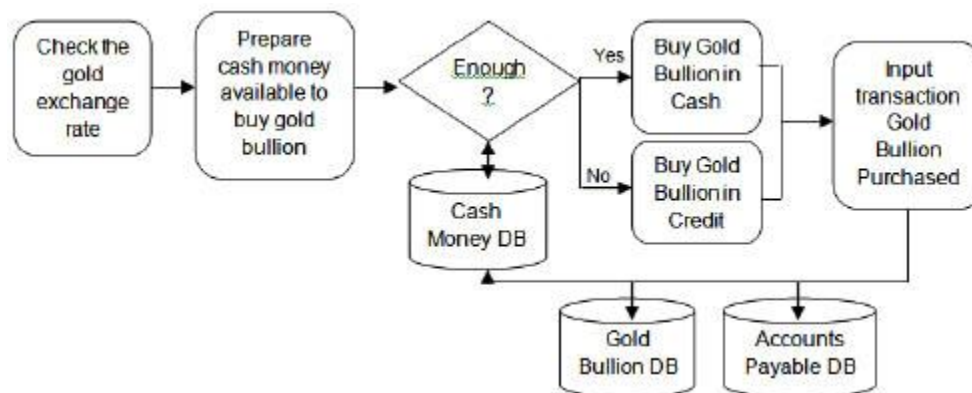 Check the
gold
exchange
rate
Prepare
cash money
available to
buy gold
bullion
Enough
?
Yes
No
Buy Gold
Bullion in
Cash
Buy Gold
Bullion in
Credit
Input
transaction
Gold
Bullion
Purchased
Cash
Money DB
Gold
Bullion DB
Accounts
Payable DB